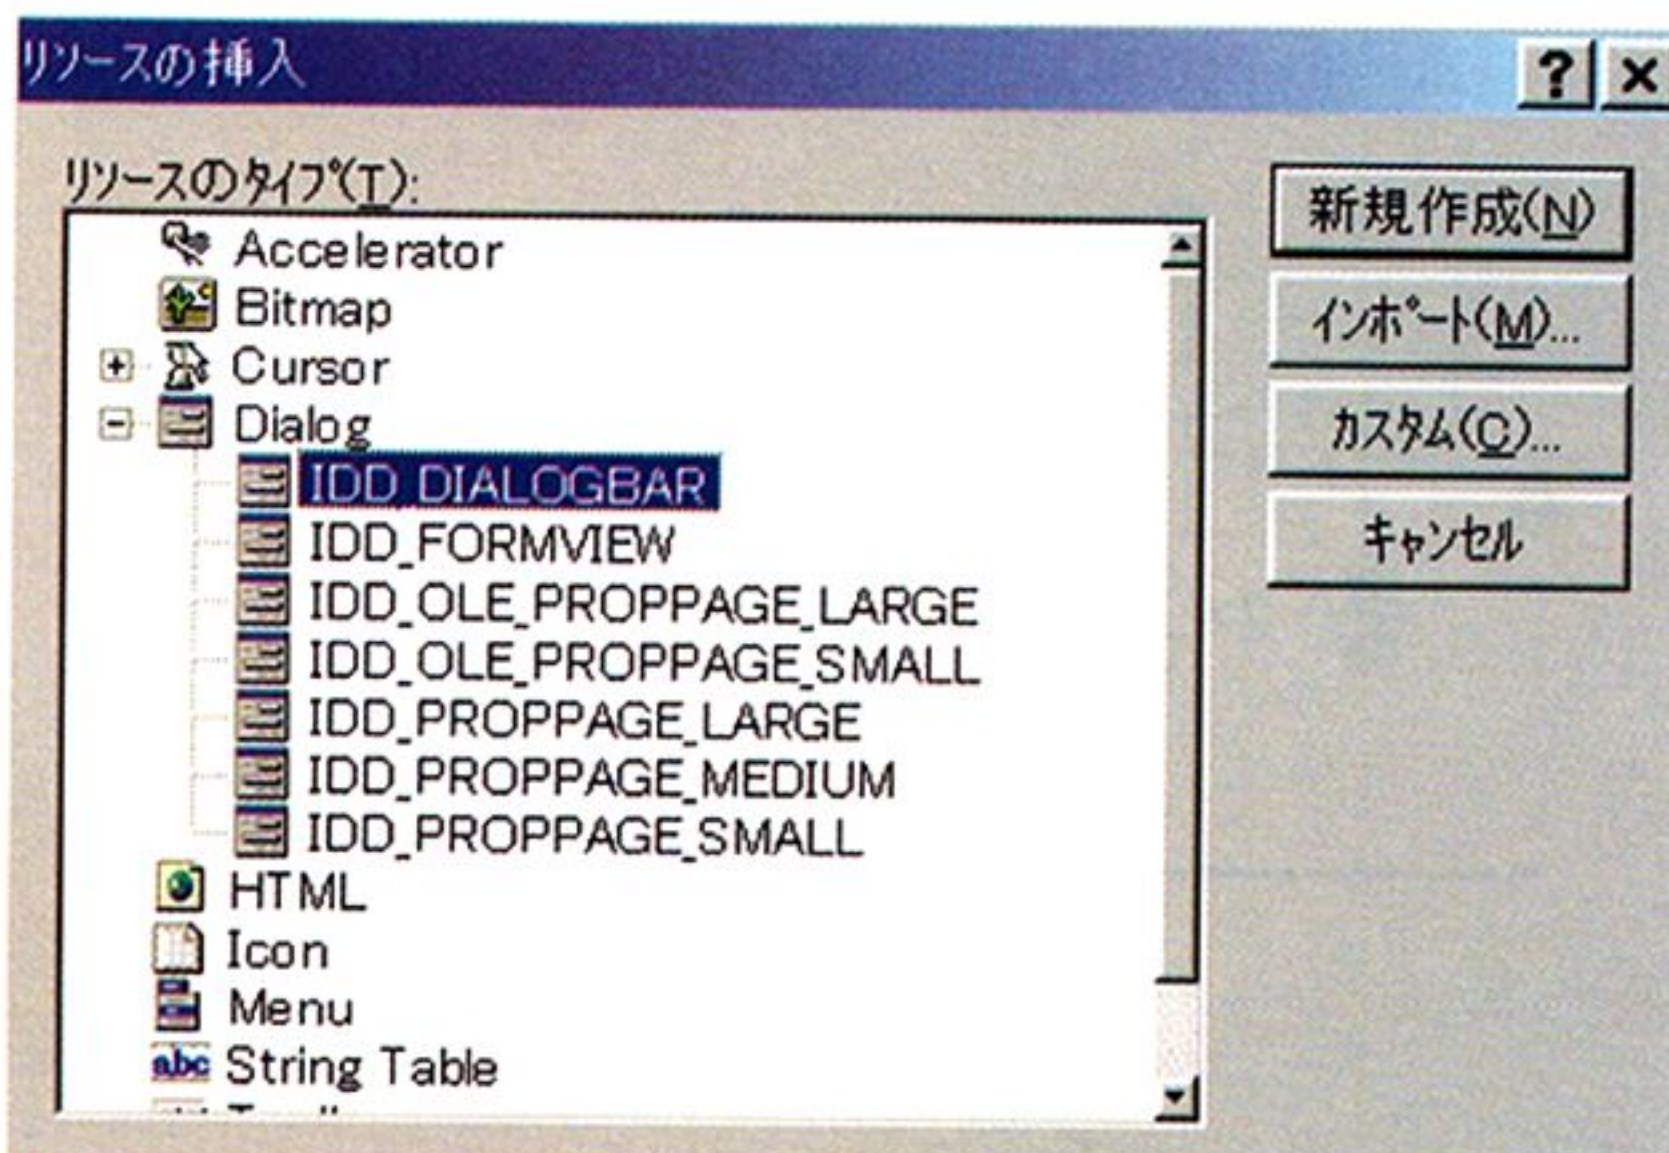 リソースの挿入
リソースのタイプ(T):
Accelerator
Bitmap
Cursor
Dialog
IDD_DIALOGBAR
IDD_FORMVIEW
IDD_OLE_PROPPAGE_LARGE
IDD_OLE_PROPPAGE_SMALL
IDD_PROPPAGE_LARGE
IDD_PROPPAGE_MEDIUM
IDD_PROPPAGE_SMALL
HTML
Icon
Menu
abc String Table
新規作成(N)
インポート(M)...
カスタム(C)...
キャンセル